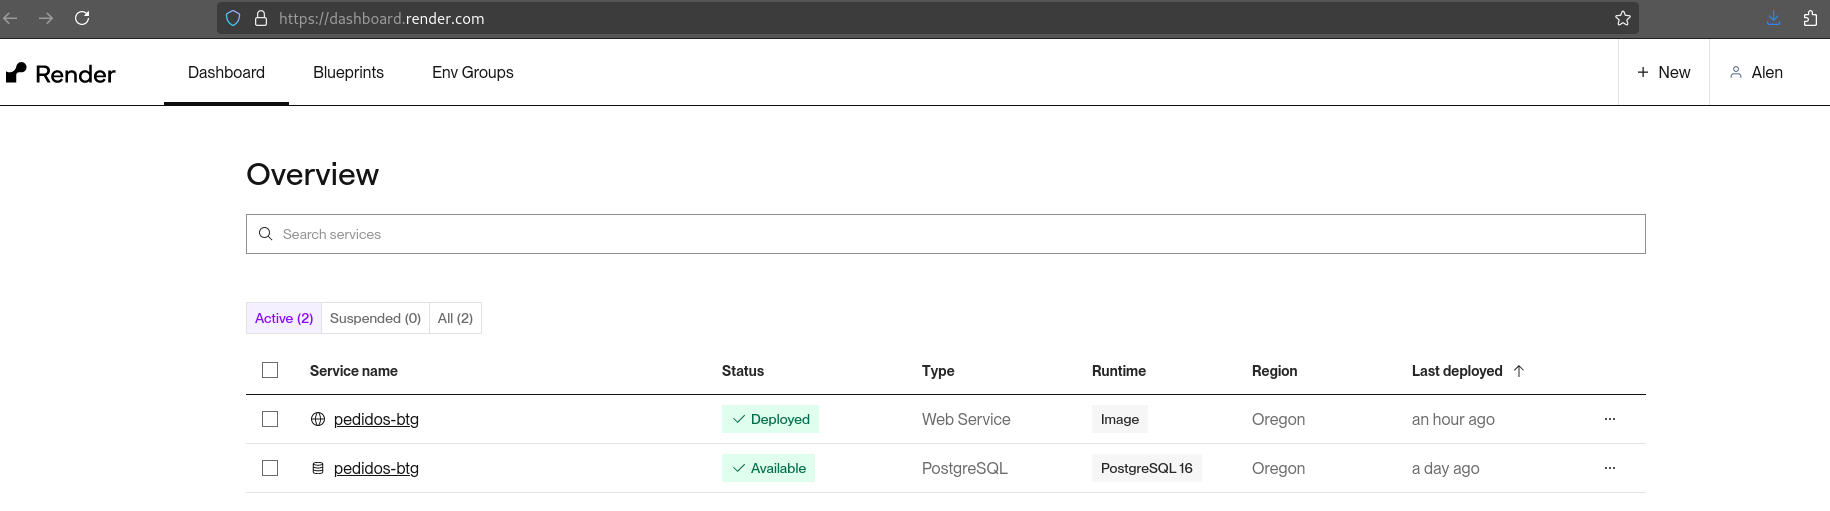 https://dashboard.render.com
Render Dashboard Blueprints Env Groups + New Alen
Overview
Search services
Active (2) Suspended (0) All (2)
Service name Status Type Runtime Region Last deployed ↑
pedidos-btg Deployed Web Service Image Oregon an hour ago ...
pedidos-btg Available PostgreSQL PostgreSQL 16 Oregon a day ago ...